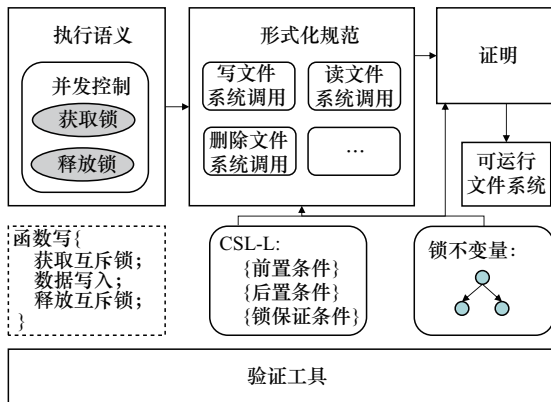 执行语义
并发控制
获取锁
释放锁
形式化规范
写文件
系统调用
读文件
系统调用
删除文件
系统调用
…
证明
可运行
文件系统
函数写{
获取互斥锁;
数据写入;
释放互斥锁;
}
CSL-L:
{前置条件}
{后置条件}
{锁保证条件}
锁不变量:
验证工具